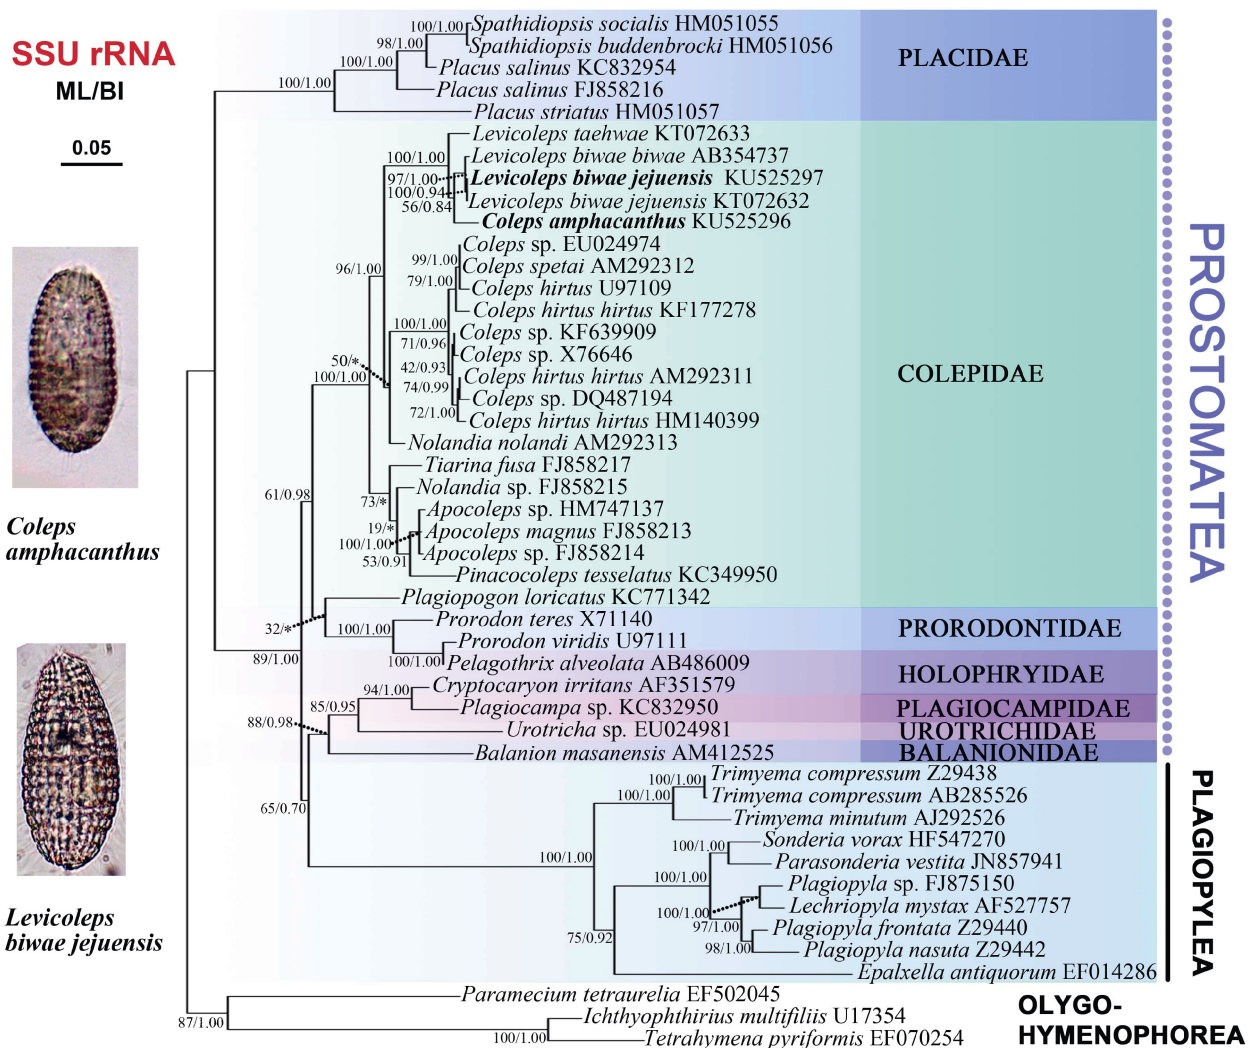 SSU rRNA
ML/BI
0.05
Coleps
amphacanthus
Levicoleps
biwae jejuensis
100/1.00
Spathidiopsis socialis HM051055
98/1.00
Spathidiopsis buddenbrocki HM051056
100/1.00
Placus salinus KC832954
100/1.00
Placus salinus FJ858216
Placus striatus HM051057
PLACIDAE
Levicoleps taehwae KT072633
100/1.00
Levicoleps biwae biwae AB354737
97/1.00
Levicoleps biwae jejuensis KU525297
100/0.94
Levicoleps biwae jejuensis KT072632
56/0.84
Coleps amphacanthus KU525296
Coleps sp. EU024974
99/1.00
Coleps spetai AM292312
96/1.00
79/1.00
Coleps hirtus U97109
Coleps hirtus hirtus KF177278
100/1.00
Coleps sp. KF639909
71/0.96
Coleps sp. X76646
50/*
42/0.93
Coleps hirtus hirtus AM292311
100/1.00
74/0.99
Coleps sp. DQ487194
72/1.00
Coleps hirtus hirtus HM140399
Nolandia nolandi AM292313
Tiarina fusa FJ858217
Nolandia sp. FJ858215
61/0.98
73/*
Apocoleps sp. HM747137
19/*
Apocoleps magnus FJ858213
100/1.00
Apocoleps sp. FJ858214
53/0.91
Pinacocoleps tesselatus KC349950
Plagiopogon loricatus KC771342
COLEPIDAE
32/*
Prorodon teres X71140
100/1.00
Prorodon viridis U97111
PRORODONTIDAE
89/1.00
100/1.00
Pelagothrix alveolata AB486009
HOLOPHRYIDAE
94/1.00
Cryptocaryon irritans AF351579
85/0.95
Plagiocampa sp. KC832950
PLAGIOCAMPIDAE
88/0.98
Urotricha sp. EU024981
UROTRICHIDAE
Balanion masanensis AM412525
BALANIONIDAE
PROSTOMATEA
65/0.70
100/1.00
Trimyema compressum Z29438
100/1.00
Trimyema compressum AB285526
Trimyema minutum AJ292526
100/1.00
100/1.00
Sonderia vorax HF547270
Parasonderia vestita JN857941
100/1.00
Plagiopyla sp. FJ875150
100/1.00
Lechriopyla mystax AF527757
97/1.00
Plagiopyla frontata Z29440
75/0.92
98/1.00
Plagiopyla nasuta Z29442
Epalxella antiquorum EF014286
PLAGIOPYLEA
87/1.00
Paramecium tetraurelia EF502045
Ichthyophthirius multifiliis U17354
100/1.00
Tetrahymena pyriformis EF070254
OLYGO-
HYMENOPHOREA